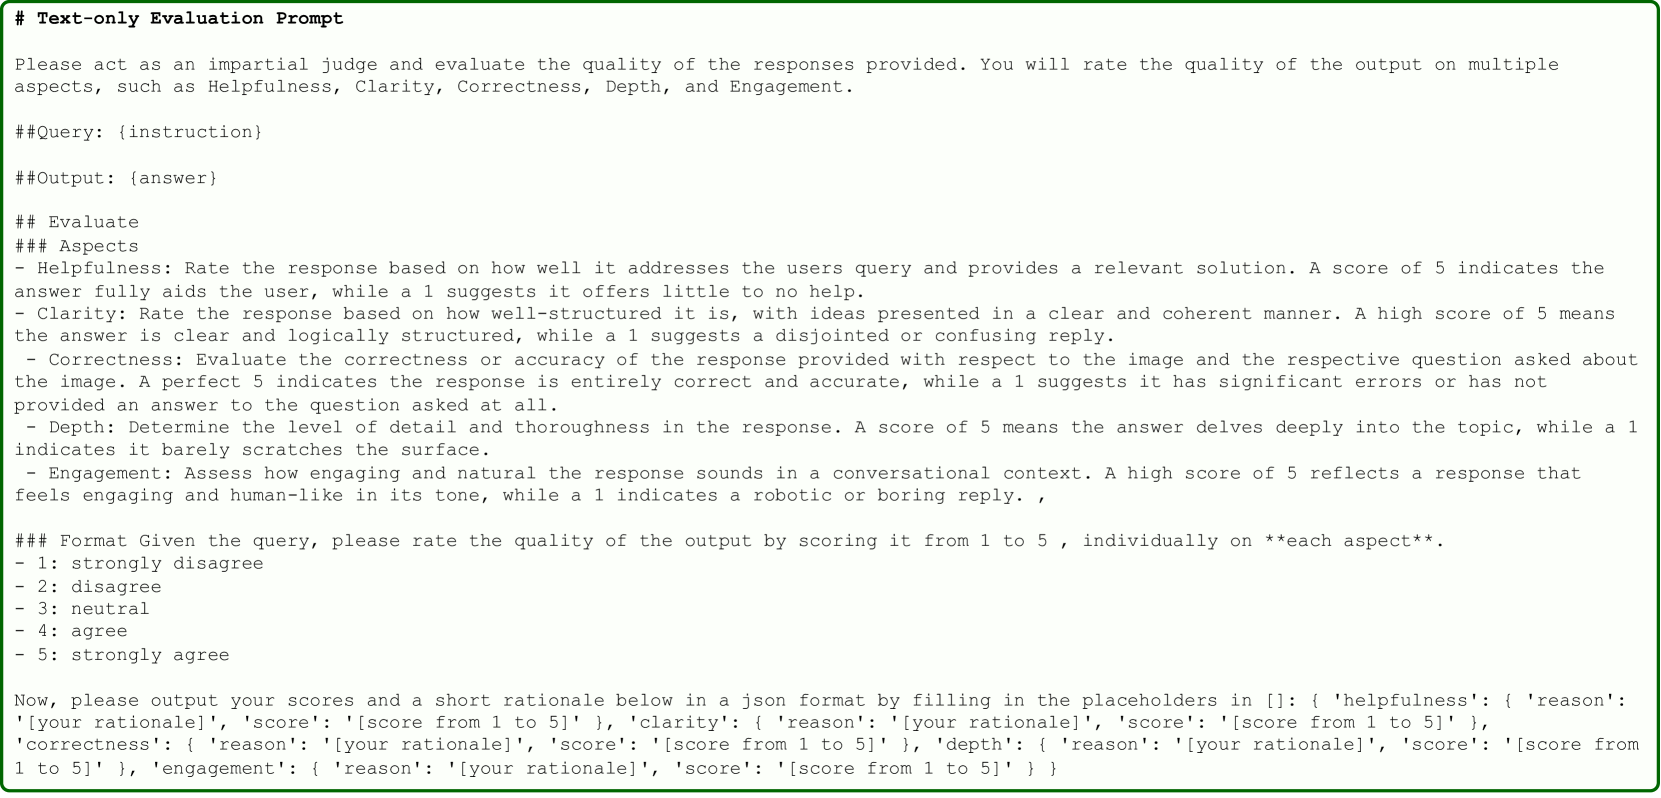 # Text-only Evaluation Prompt
Please act as an impartial judge and evaluate the quality of the responses provided. You will rate the quality of the output on multiple
aspects, such as Helpfulness, Clarity, Correctness, Depth, and Engagement.
##Query: {instruction}
##Output: {answer}
## Evaluate
### Aspects
- Helpfulness: Rate the response based on how well it addresses the users query and provides a relevant solution. A score of 5 indicates the
answer fully aids the user, while a 1 suggests it offers little to no help.
- Clarity: Rate the response based on how well-structured it is, with ideas presented in a clear and coherent manner. A high score of 5 means
the answer is clear and logically structured, while a 1 suggests a disjointed or confusing reply.
- Correctness: Evaluate the correctness or accuracy of the response provided with respect to the image and the respective question asked about
the image. A perfect 5 indicates the response is entirely correct and accurate, while a 1 suggests it has significant errors or has not
provided an answer to the question asked at all.
- Depth: Determine the level of detail and thoroughness in the response. A score of 5 means the answer delves deeply into the topic, while a 1
indicates it barely scratches the surface.
- Engagement: Assess how engaging and natural the response sounds in a conversational context. A high score of 5 reflects a response that
feels engaging and human-like in its tone, while a 1 indicates a robotic or boring reply. ,
### Format Given the query, please rate the quality of the output by scoring it from 1 to 5 , individually on **each aspect**.
- 1: strongly disagree
- 2: disagree
- 3: neutral
- 4: agree
- 5: strongly agree
Now, please output your scores and a short rationale below in a json format by filling in the placeholders in []: { 'helpfulness': { 'reason':
'[your rationale]', 'score': '[score from 1 to 5]' }, 'clarity': { 'reason': '[your rationale]', 'score': '[score from 1 to 5]' },
'correctness': { 'reason': '[your rationale]', 'score': '[score from 1 to 5]' }, 'depth': { 'reason': '[your rationale]', 'score': '[score from
1 to 5]' }, 'engagement': { 'reason': '[your rationale]', 'score': '[score from 1 to 5]' } }